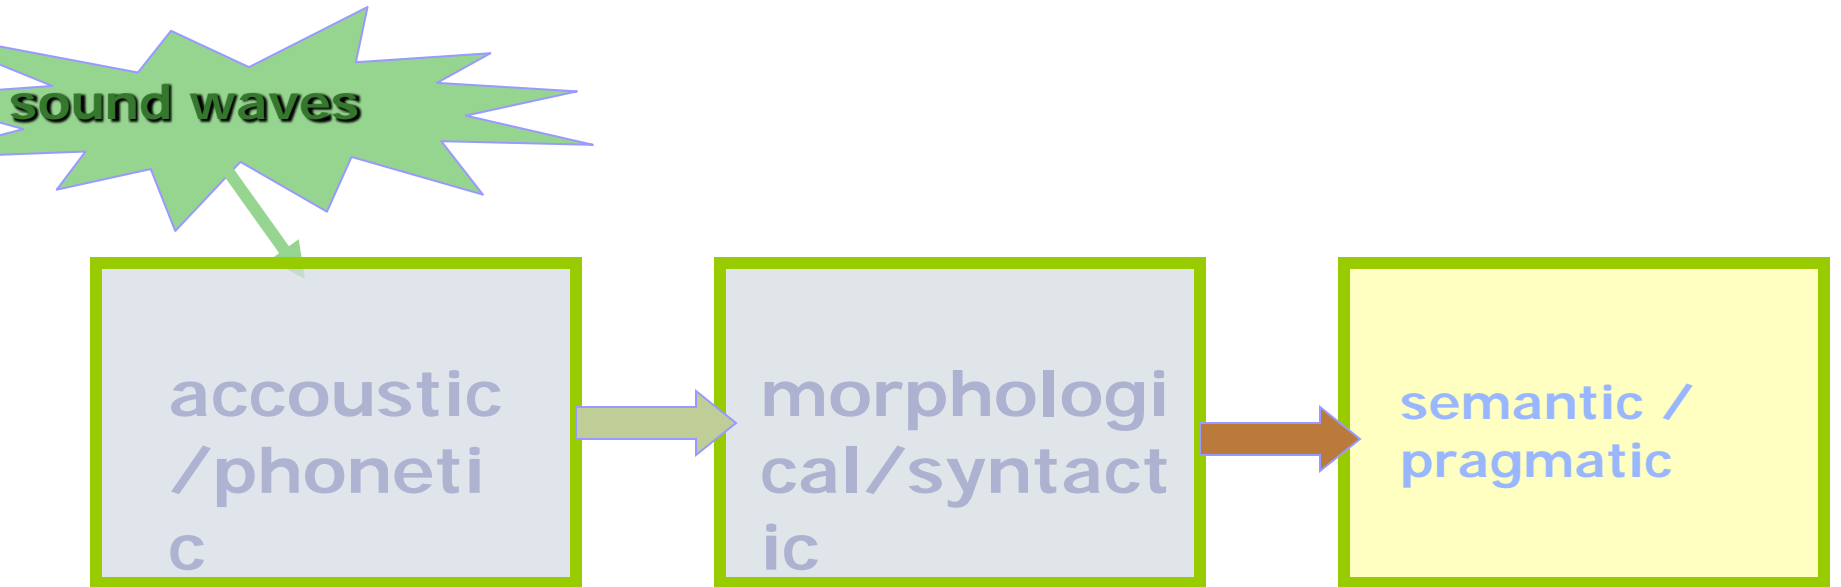 sound waves
accoustic
/phoneti
c
morphologi
cal/syntact
ic
semantic /
pragmatic